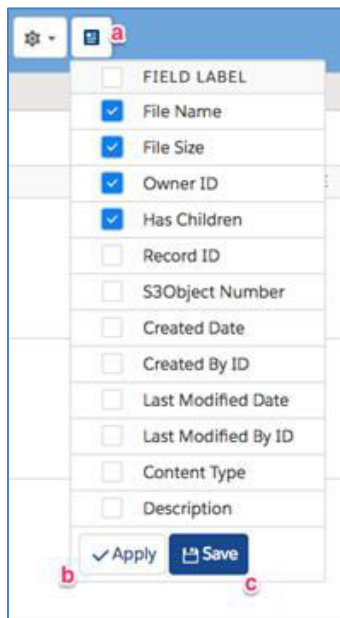 a
FIELD LABEL
File Name
File Size
Owner ID
Has Children
Record ID
S3Object Number
Created Date
Created By ID
Last Modified Date
Last Modified By ID
Content Type
Description
Apply Save
b c